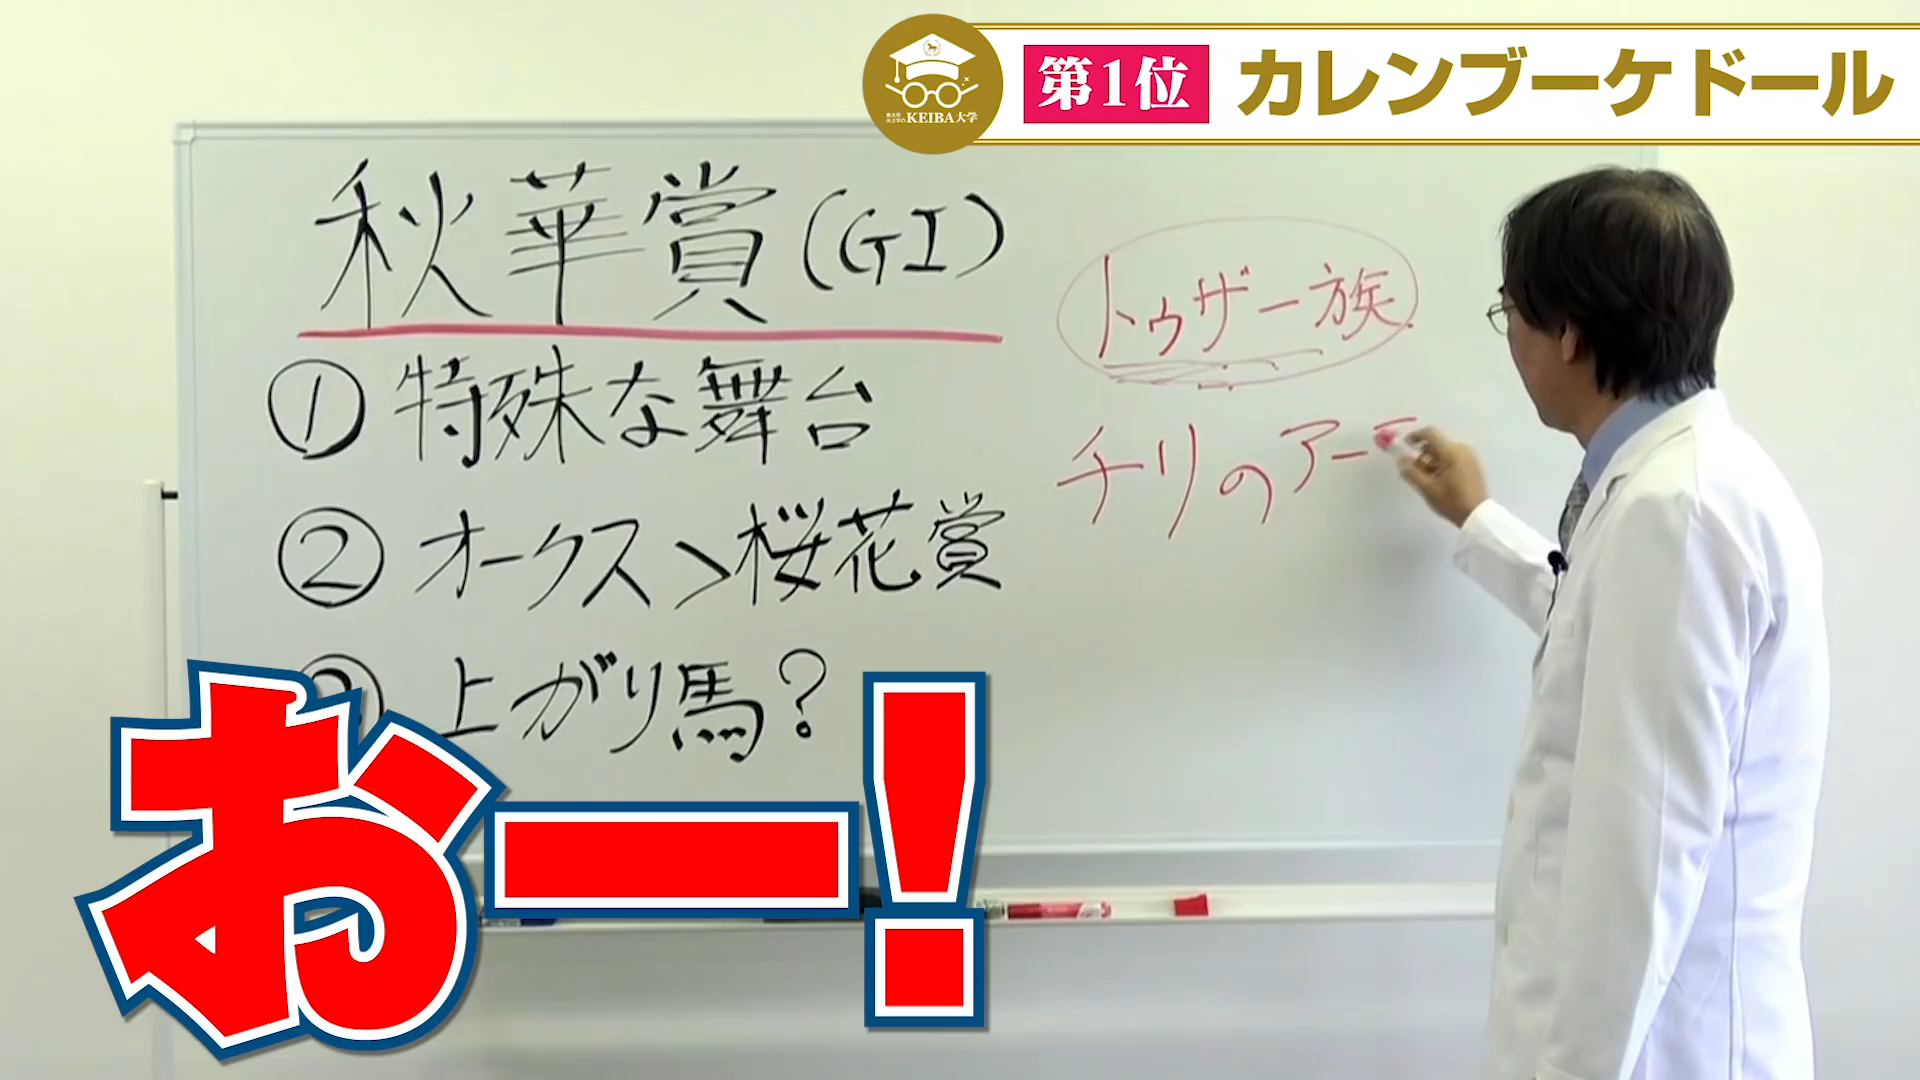 KEIBA大学
第1位 カレンブーケドール
秋華賞(GI)
① 特殊な舞台
② オークス>桜花賞
上がり馬?
トゥザー族
チリのアー
おー!